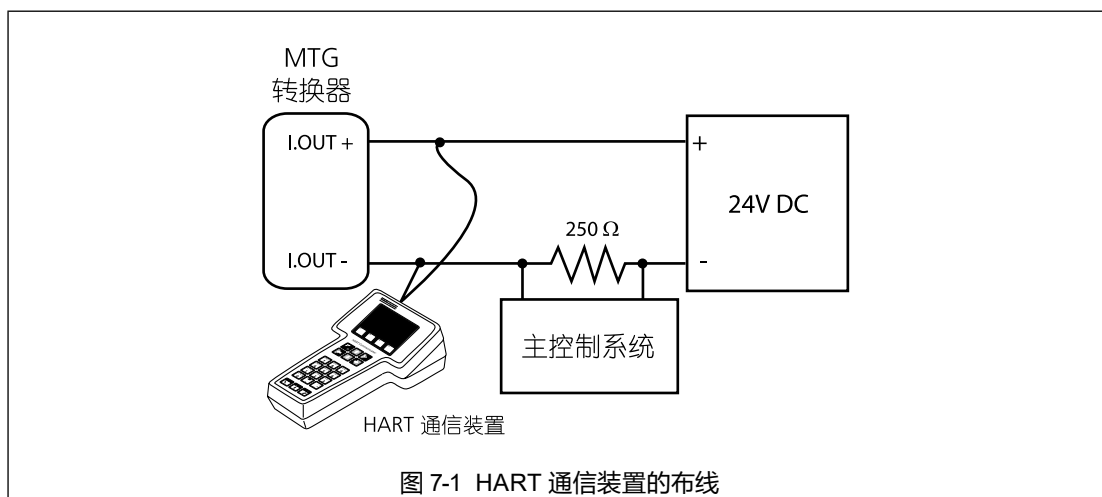 MTG
转换器
I.OUT +
+
24V DC
250 Ω
I.OUT -
-
主控制系统
HART 通信装置
图 7-1 HART 通信装置的布线